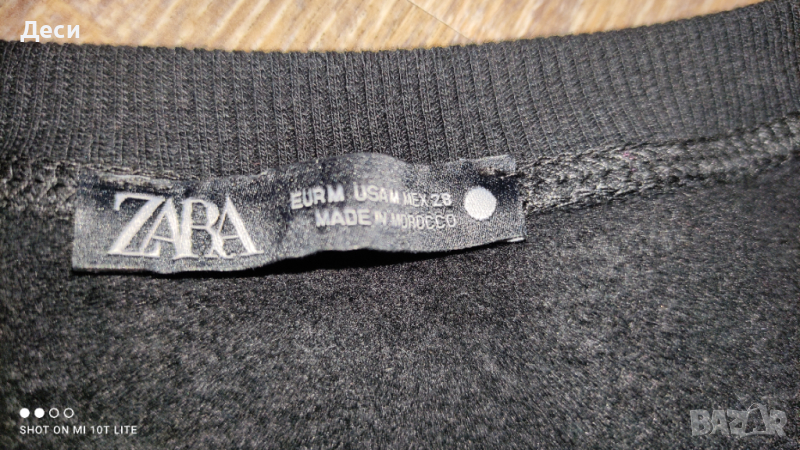 Деси
ZARA
EUR M USA M MEX 28
MADE IN MOROCCO
SHOT ON MI 10T LITE
BAZAR